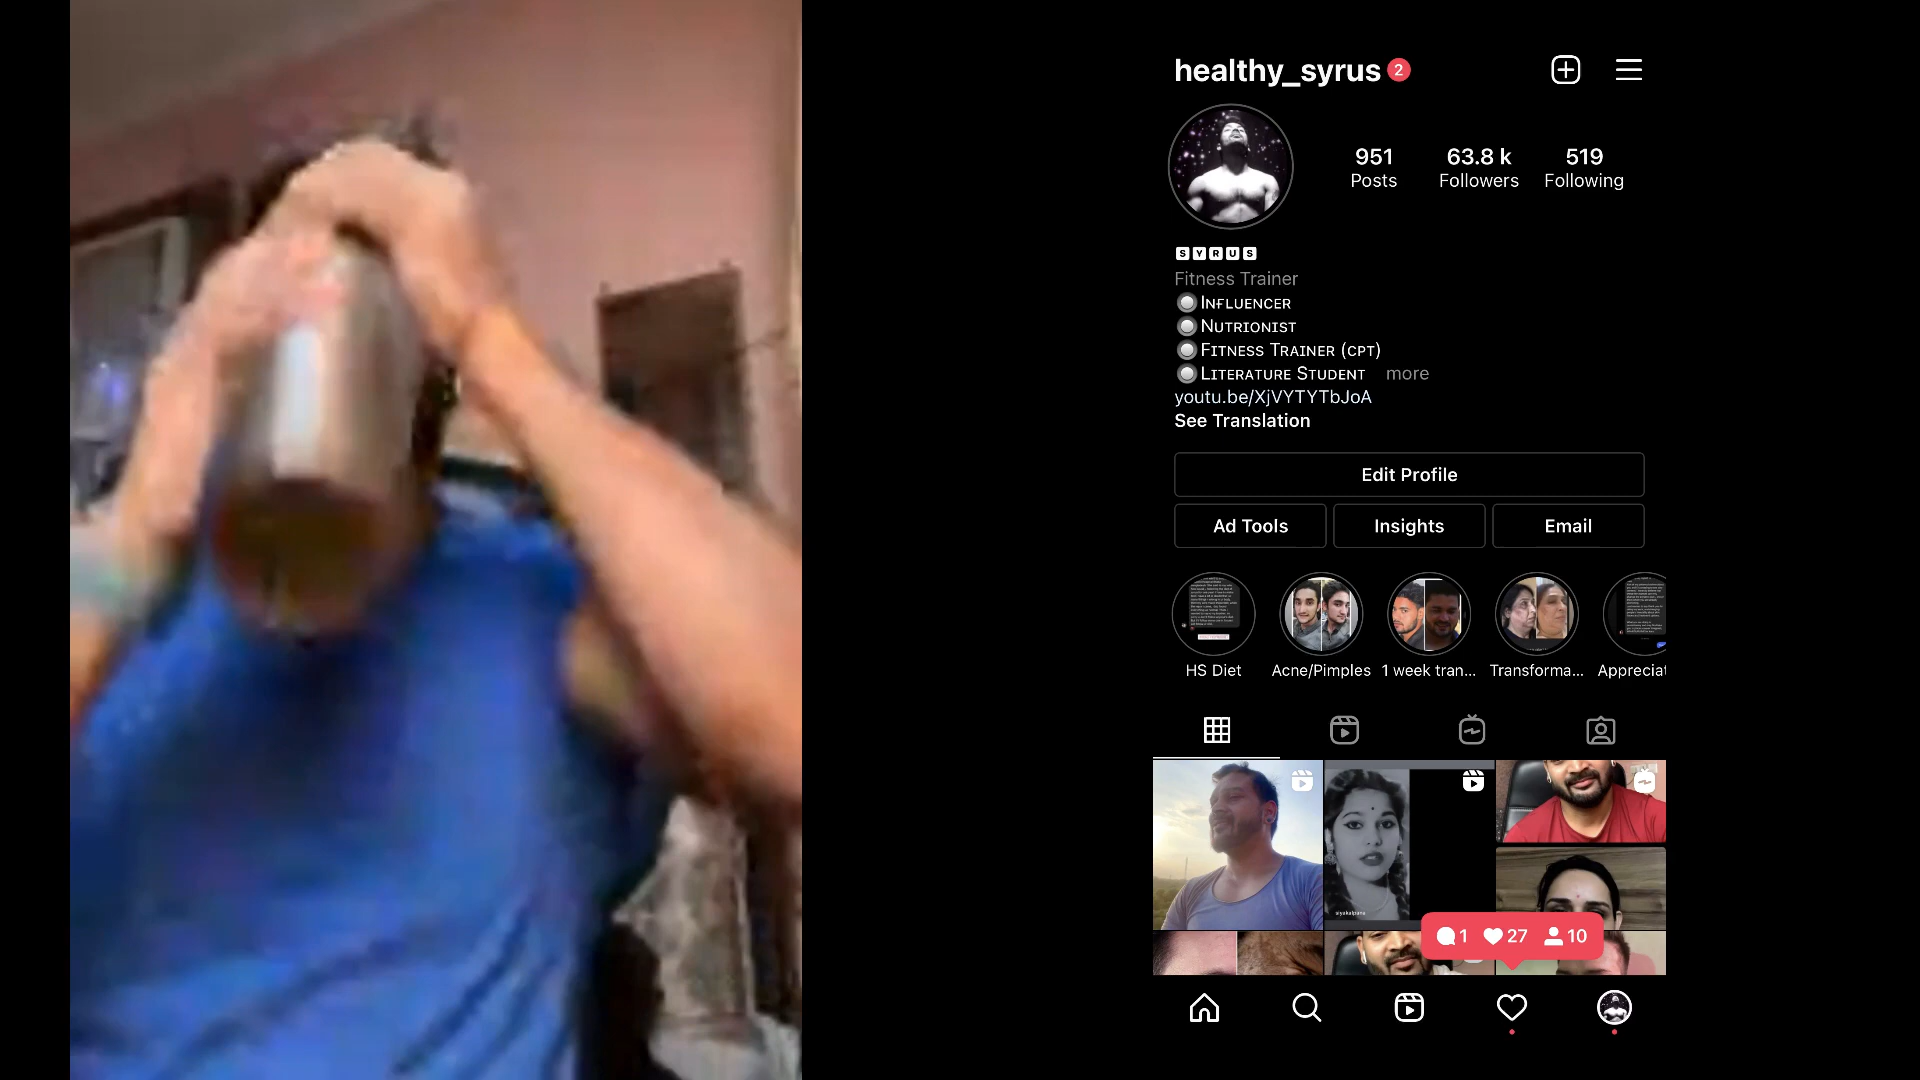 healthy_syrus 2
951 63.8 k 519
Posts Followers Following
SYRUS
Fitness Trainer
INFLUENCER
NUTRIONIST
FITNESS TRAINER (CPT)
LITERATURE STUDENT more
youtu.be/XjVYTYTbJoA
See Translation
Edit Profile
Ad Tools Insights Email
HS Diet Acne/Pimples 1 week tran... Transforma... Appreciat
siyakalpana
1 27 10